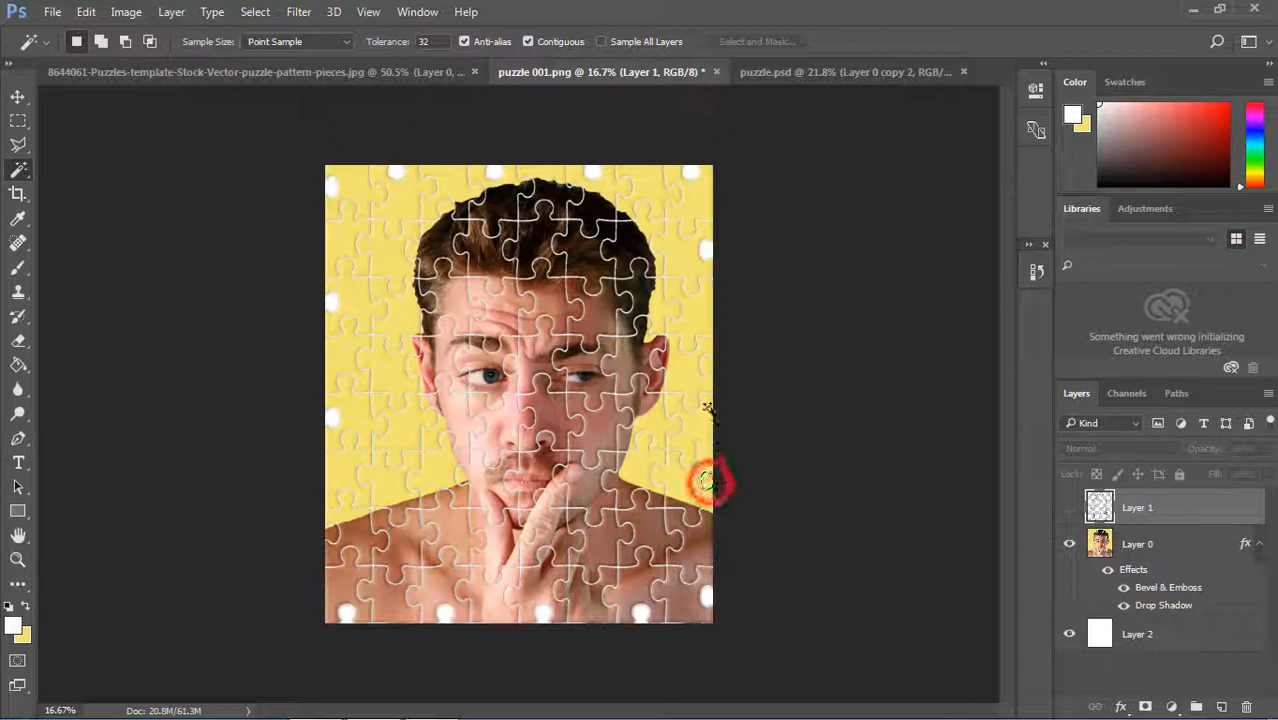 Ps File Edit Image Layer Type Select Filter 3D View Window Help
Sample Size: Point Sample Tolerance: 32 Anti-alias Contiguous Sample All Layers Select and Mask...
8644061-Puzzles-template-Stock-Vector-puzzle-pattern-pieces.jpg @ 50.5% (Layer 0, ... × puzzle 001.png @ 16.7% (Layer 1, RGB/8) * × puzzle.psd @ 21.8% (Layer 0 copy 2, RGB/... ×
Color Swatches
Libraries Adjustments
Something went wrong initializing
Creative Cloud Libraries
Layers Channels Paths
Kind
Normal Opacity:
Lock: Fill:
Layer 1
Layer 0 fx
Effects
Bevel & Emboss
Drop Shadow
Layer 2
16.67% Doc: 20.8M/61.3M